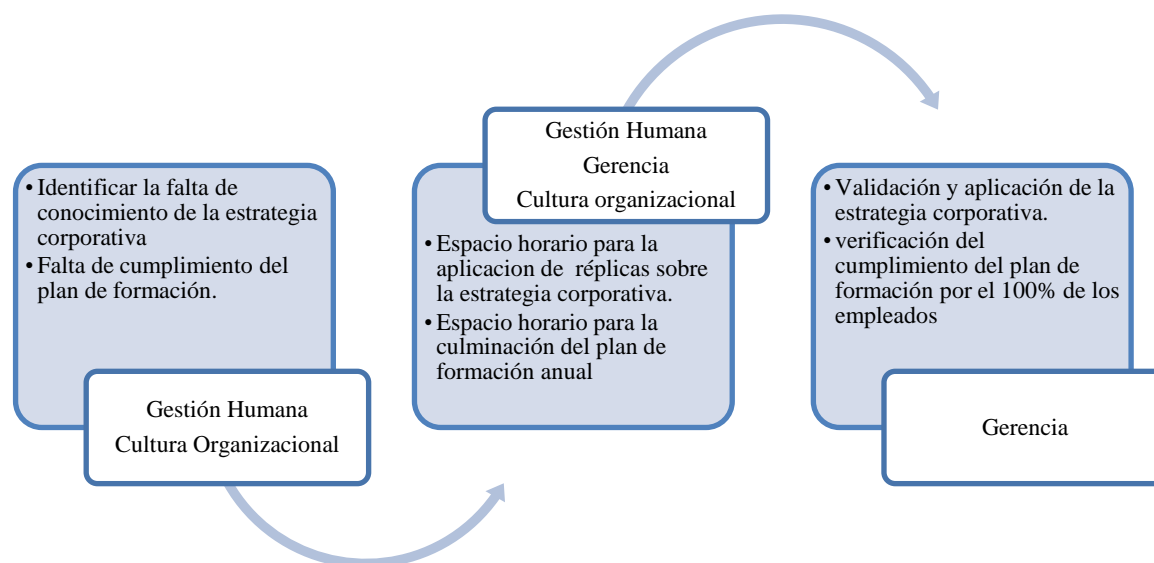 • Identificar la falta de
conocimiento de la estrategia
corporativa
• Falta de cumplimiento del
plan de formación.
Gestión Humana
Cultura Organizacional
Gestión Humana
Gerencia
Cultura organizacional
• Espacio horario para la
aplicacion de réplicas sobre
la estrategia corporativa.
• Espacio horario para la
culminación del plan de
formación anual
• Validación y aplicación de la
estrategia corporativa.
• verificación del
cumplimiento del plan de
formación por el 100% de los
empleados
Gerencia